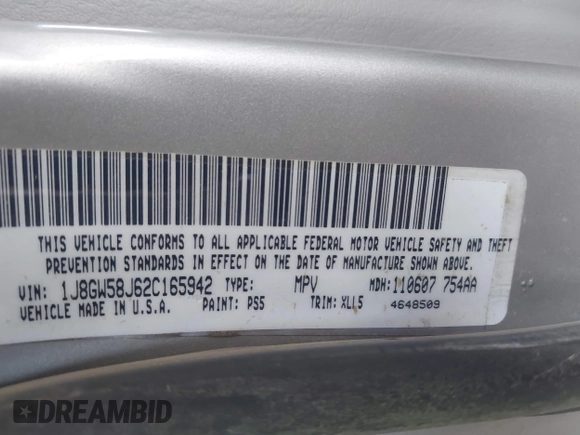 THIS VEHICLE CONFORMS TO ALL APPLICABLE FEDERAL MOTOR VEHICLE SAFETY AND THEFT
PREVENTION STANDARDS IN EFFECT ON THE DATE OF MANUFACTURE SHOWN ABOVE.
VIN: 1J8GW58J62C165942 TYPE: MPV MDH: 110607 754AA
VEHICLE MADE IN U.S.A. PAINT: PS5 TRIM: XLL5 4648509
DREAMBID